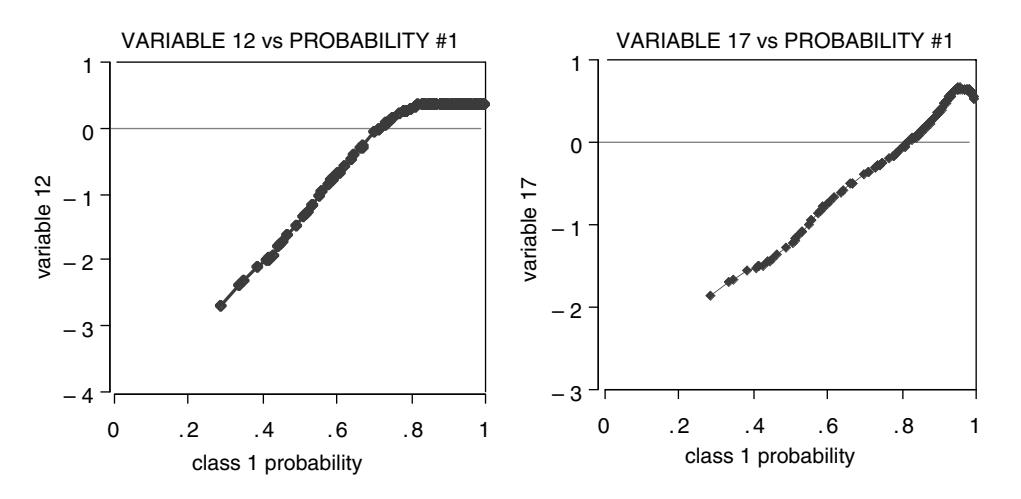 VARIABLE 12 vs PROBABILITY #1
1
0
– 1
– 2
– 3
– 4
variable 12
0 .2 .4 .6 .8 1
class 1 probability
VARIABLE 17 vs PROBABILITY #1
1
0
– 1
– 2
– 3
variable 17
0 .2 .4 .6 .8 1
class 1 probability